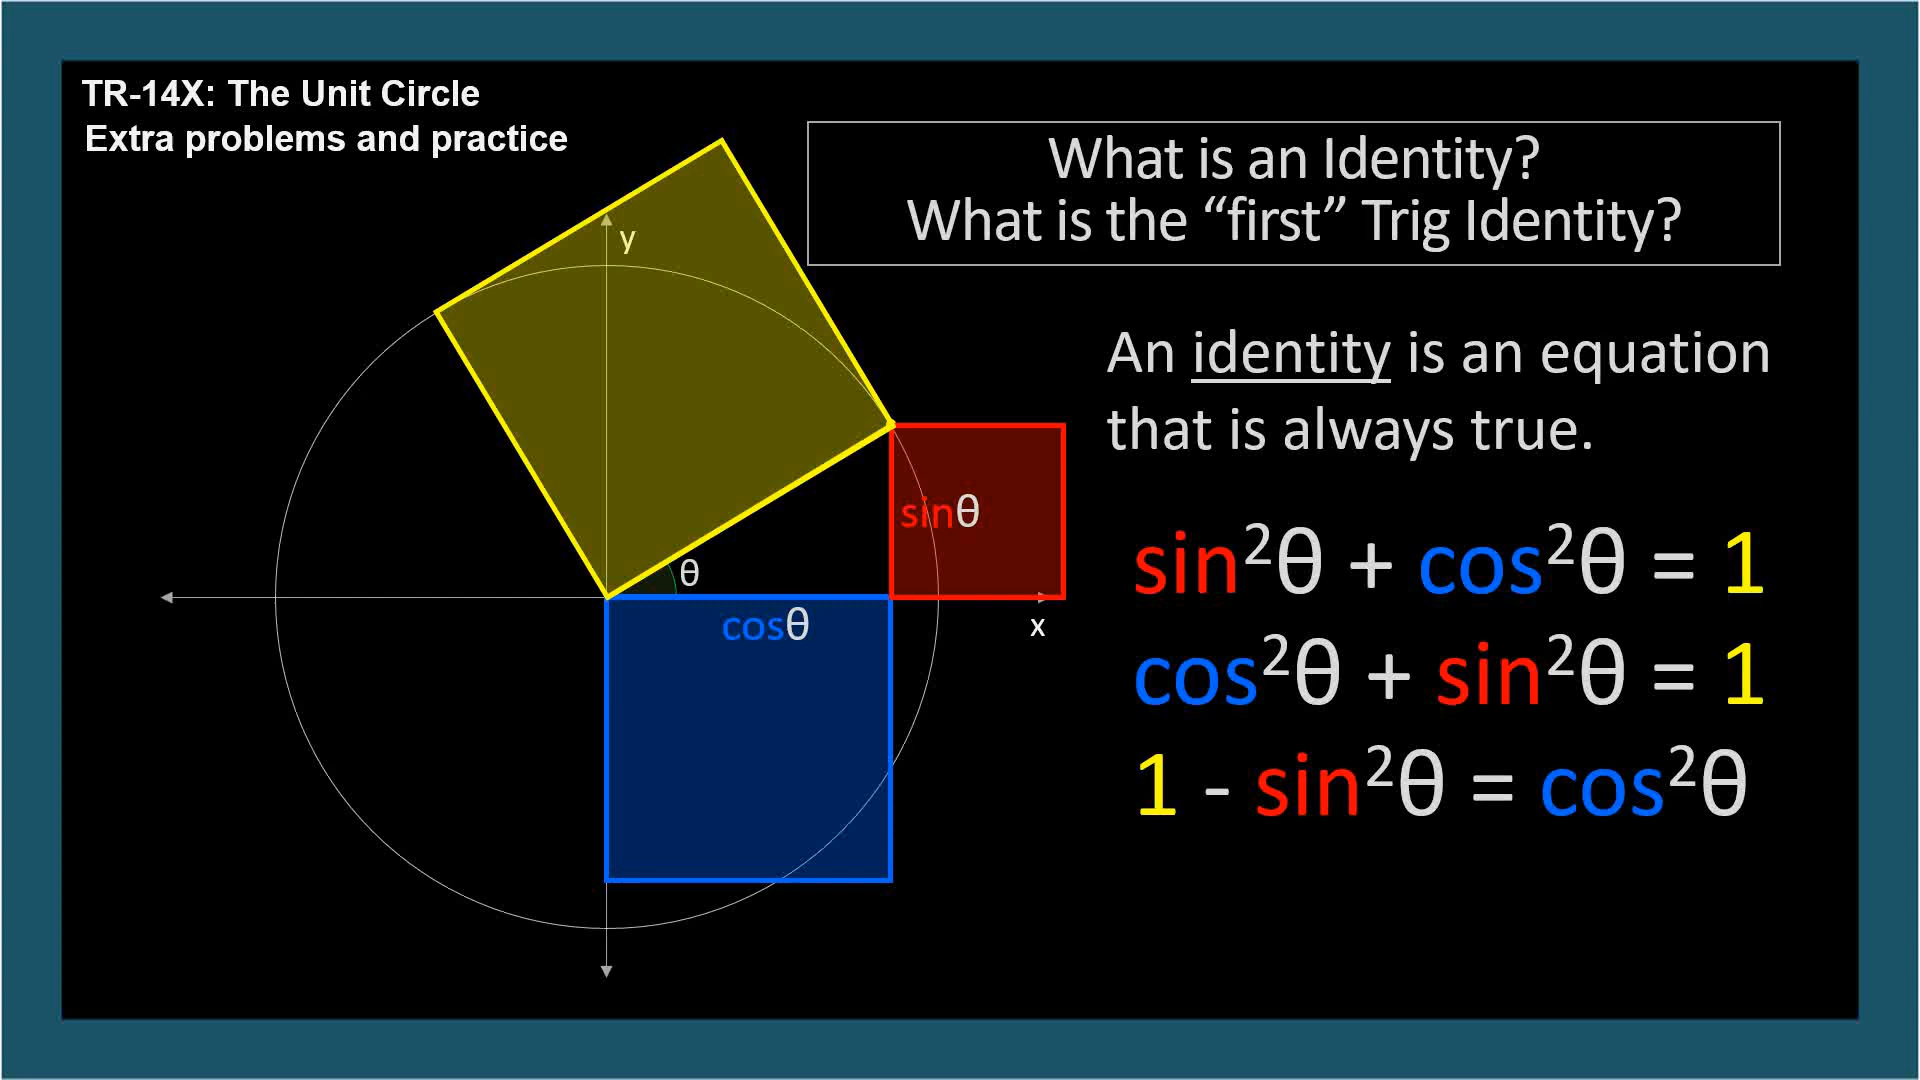 TR-14X: The Unit Circle
Extra problems and practice
What is an Identity?
What is the “first” Trig Identity?
y
An identity is an equation
that is always true.
sinθ
θ
cosθ
x
sin²θ + cos²θ = 1
cos²θ + sin²θ = 1
1 - sin²θ = cos²θ